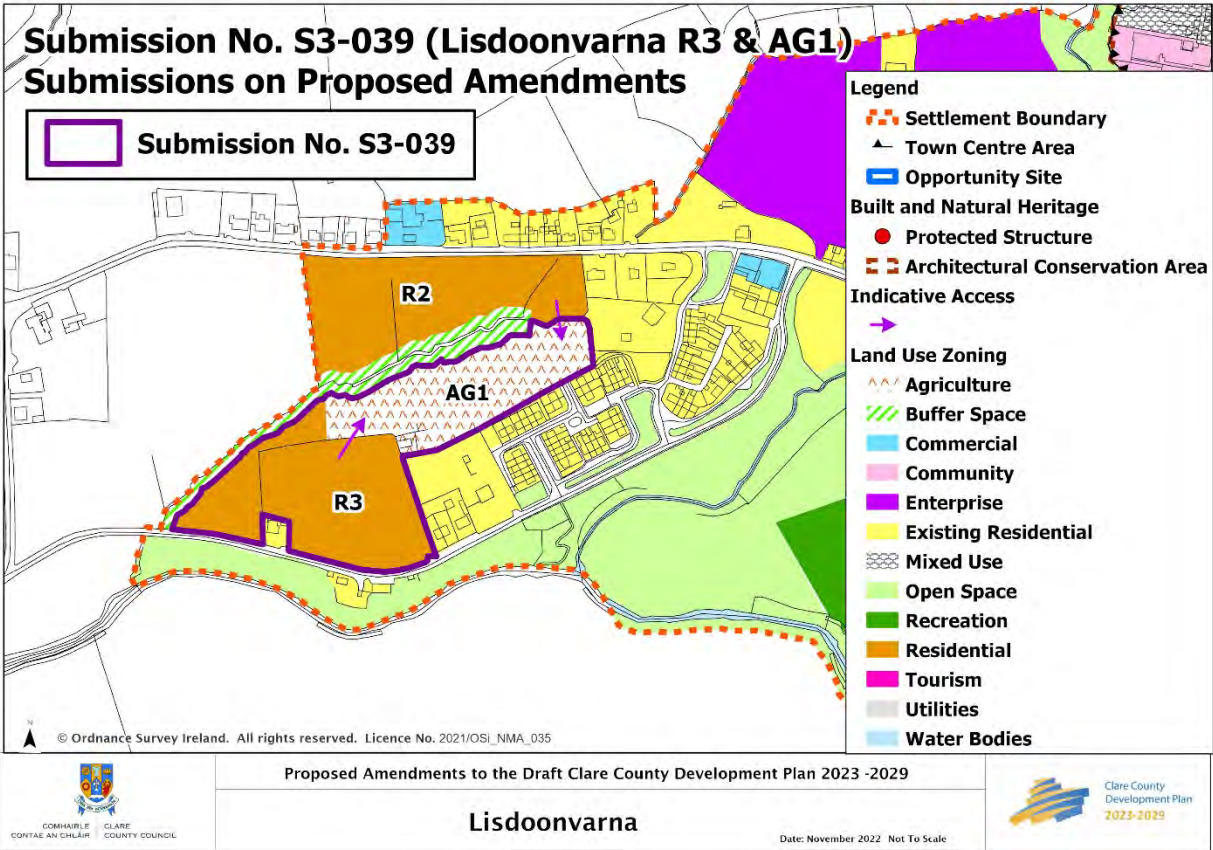 Submission No. S3-039 (Lisdoonvarna R3 & AG1)
Submissions on Proposed Amendments
Submission No. S3-039
R2
AG1
R3
Legend
Settlement Boundary
Town Centre Area
Opportunity Site
Built and Natural Heritage
Protected Structure
Architectural Conservation Area
Indicative Access
Land Use Zoning
Agriculture
Buffer Space
Commercial
Community
Enterprise
Existing Residential
Mixed Use
Open Space
Recreation
Residential
Tourism
Utilities
Water Bodies
N
© Ordnance Survey Ireland. All rights reserved. Licence No. 2021/OSi_NMA_035
COMHAIRLE CONTAE AN CHLÁIR
CLARE COUNTY COUNCIL
Proposed Amendments to the Draft Clare County Development Plan 2023 -2029
Lisdoonvarna
Date: November 2022 Not To Scale
Clare County
Development Plan
2023-2029